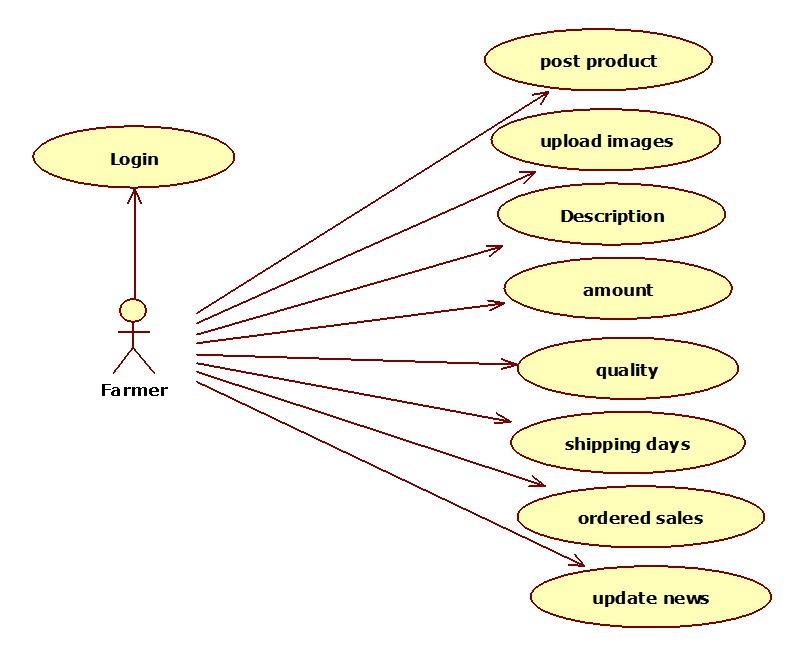 post product
upload images
Login
Description
amount
quality
Farmer
shipping days
ordered sales
update news